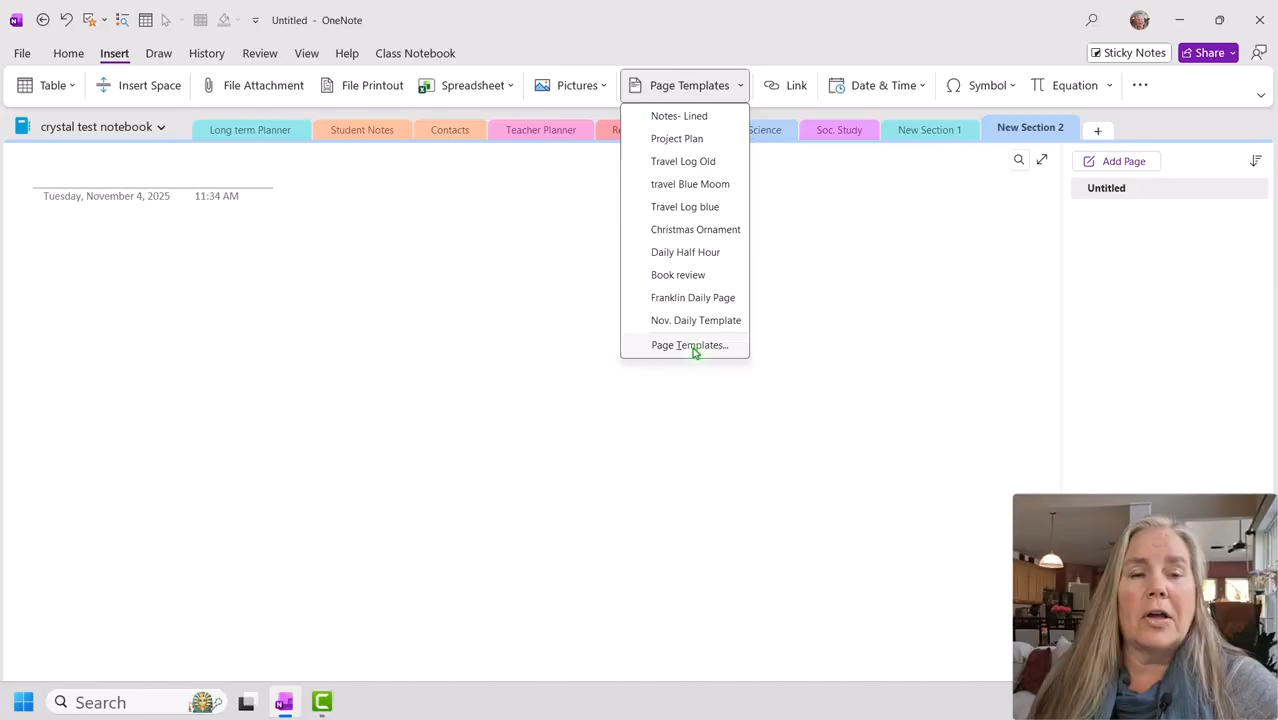 Untitled - OneNote
File Home Insert Draw History Review View Help Class Notebook
Sticky Notes Share
Table Insert Space File Attachment File Printout Spreadsheet Pictures Page Templates Link Date & Time Symbol Equation
crystal test notebook Long term Planner Student Notes Contacts Teacher Planner Science Soc. Study New Section 1 New Section 2 +
Notes- Lined
Project Plan
Travel Log Old
travel Blue Moom
Travel Log blue
Christmas Ornament
Daily Half Hour
Book review
Franklin Daily Page
Nov. Daily Template
Page Templates...
Tuesday, November 4, 2025 11:34 AM
Add Page
Untitled
Search